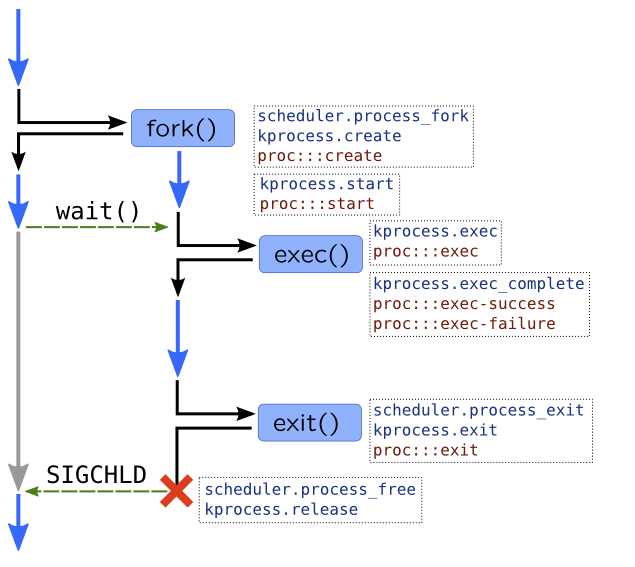 fork()
scheduler.process_fork
kprocess.create
proc:::create
kprocess.start
proc:::start
wait()
exec()
kprocess.exec
proc:::exec
kprocess.exec_complete
proc:::exec-success
proc:::exec-failure
exit()
scheduler.process_exit
kprocess.exit
proc:::exit
SIGCHLD
scheduler.process_free
kprocess.release